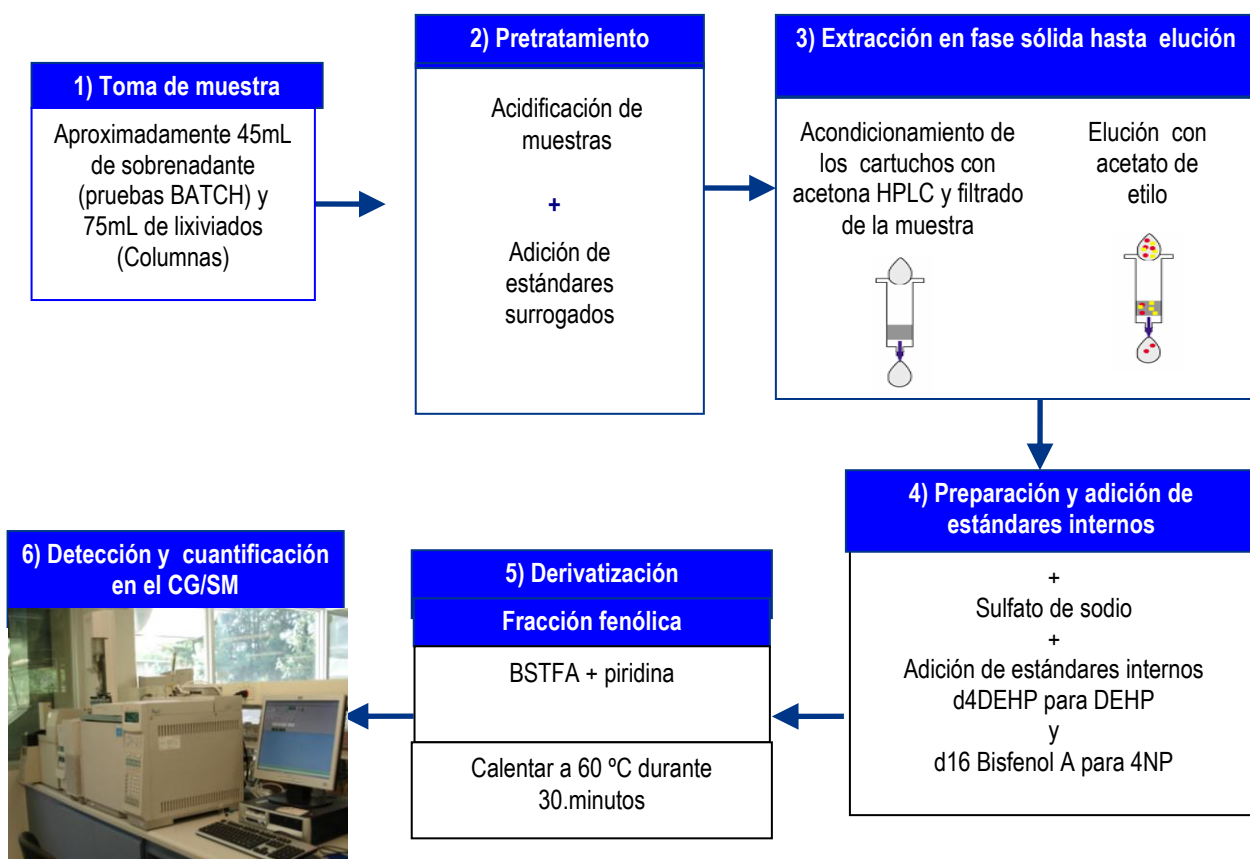 1) Toma de muestra
Aproximadamente 45mL
de sobrenadante
(pruebas BATCH) y
75mL de lixiviados
(Columnas)
2) Pretratamiento
Acidificación de
muestras
+
Adición de
estándares
surrogados
3) Extracción en fase sólida hasta elución
Acondicionamiento de
los cartuchos con
acetona HPLC y filtrado
de la muestra
Elución con
acetato de
etilo
4) Preparación y adición de
estándares internos
+
Sulfato de sodio
+
Adición de estándares internos
d4DEHP para DEHP
y
d16 Bisfenol A para 4NP
5) Derivatización
Fracción fenólica
BSTFA + piridina
Calentar a 60 ºC durante
30.minutos
6) Detección y cuantificación
en el CG/SM